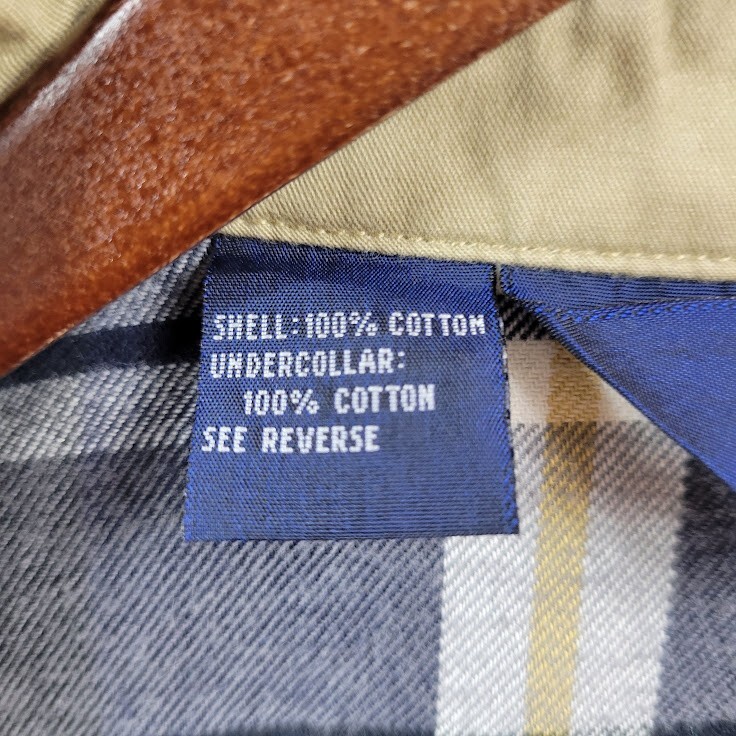 SHELL:100% COTTON
UNDERCOLLAR:
100% COTTON
SEE REVERSE